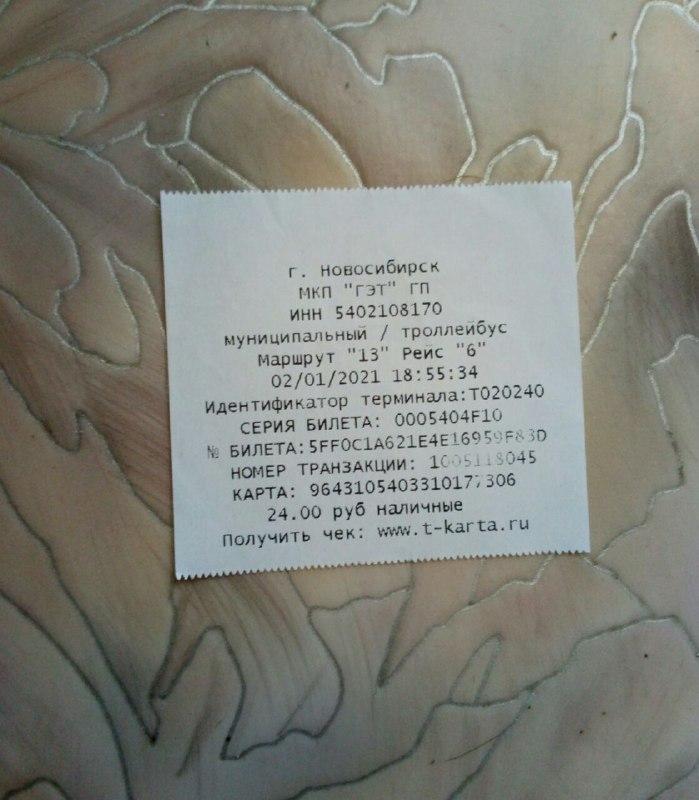 г. Новосибирск
МКП "ГЭТ" ГП
ИНН 5402108170
муниципальный / троллейбус
Маршрут "13" Рейс "6"
02/01/2021 18:55:34
Идентификатор терминала:T020240
СЕРИЯ БИЛЕТА: 0005404F10
№ БИЛЕТА:5FF0C1A621E4E16959F83D
НОМЕР ТРАНЗАКЦИИ: 1005118045
КАРТА: 9643105403310177306
24.00 руб наличные
Получить чек: www.t-karta.ru